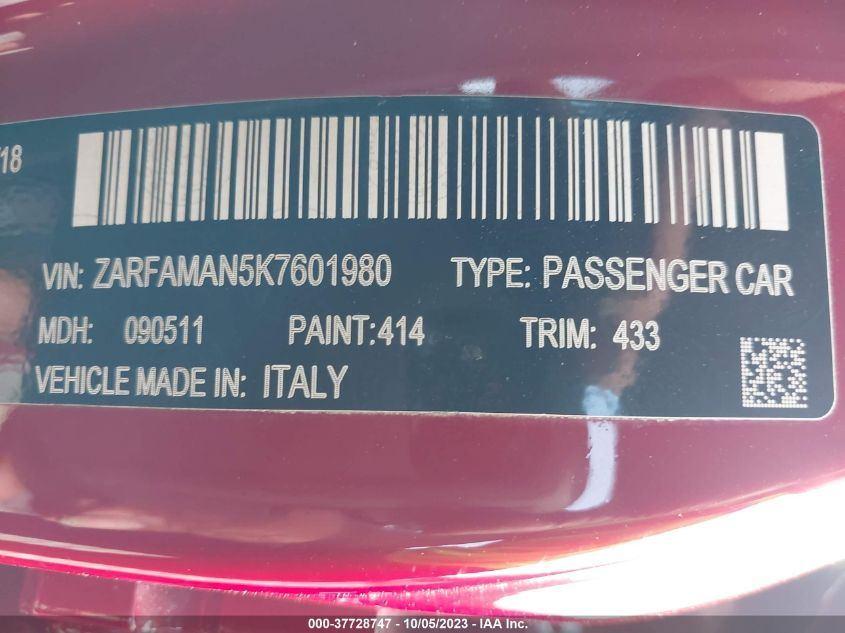 /18
VIN: ZARFAMAN5K7601980 TYPE: PASSENGER CAR
MDH: 090511 PAINT:414 TRIM: 433
VEHICLE MADE IN: ITALY
000-37728747 - 10/05/2023 - IAA Inc.